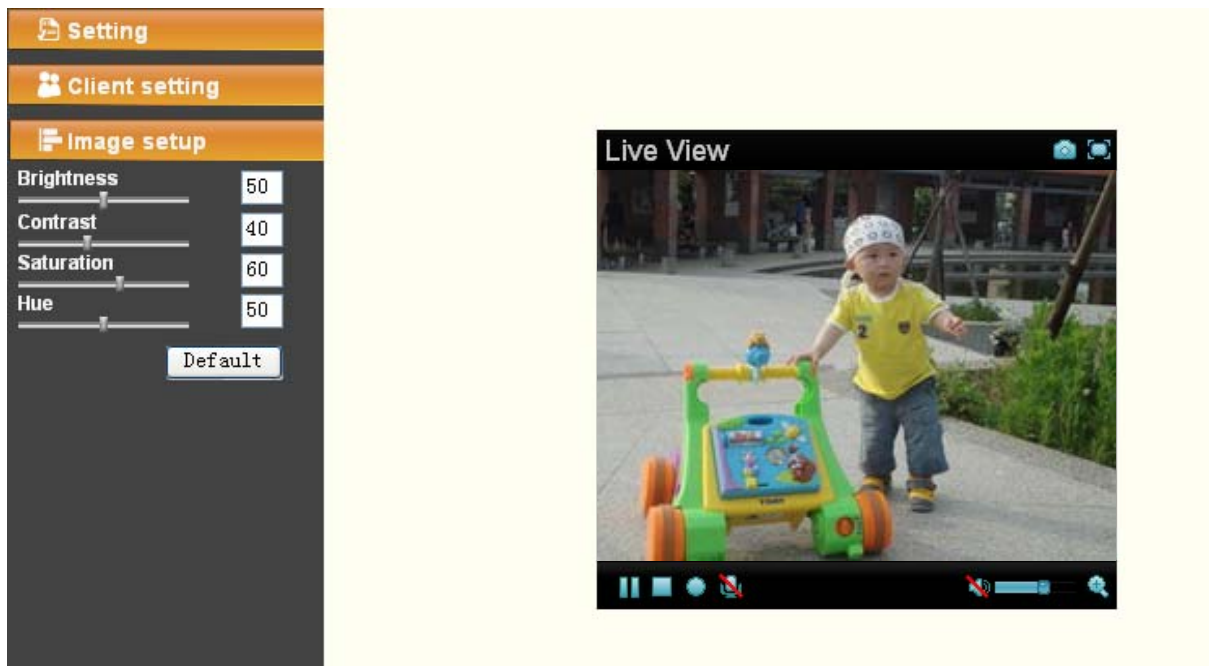 Setting
Client setting
Image setup
Brightness
50
Contrast
40
Saturation
60
Hue
50
Default
Live View
2